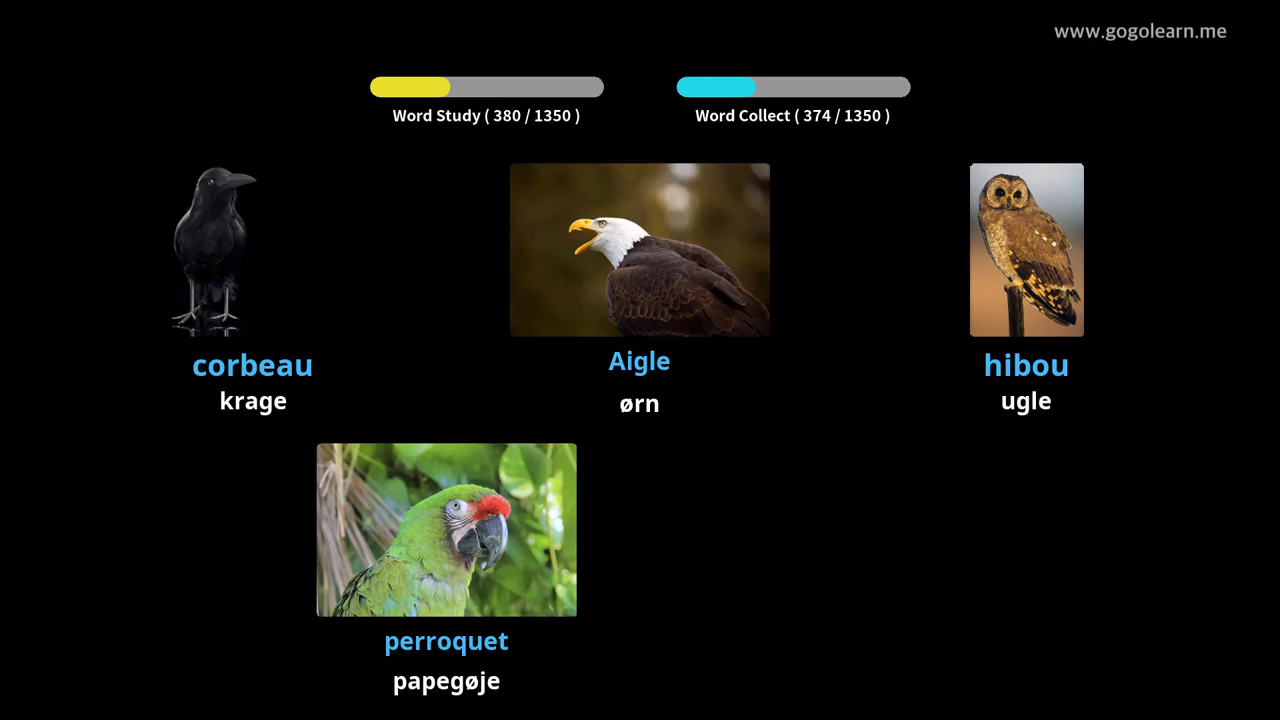 www.gogolearn.me
Word Study ( 380 / 1350 )
Word Collect ( 374 / 1350 )
corbeau
krage
Aigle
ørn
hibou
ugle
perroquet
papegøje